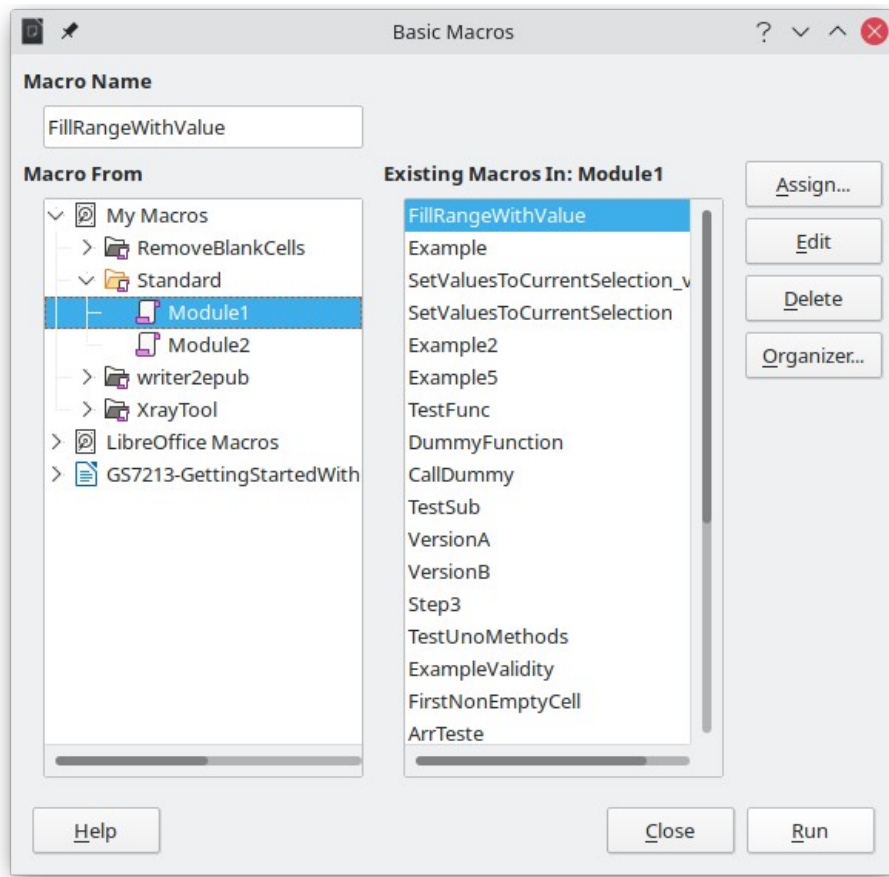 Basic Macros
?
Macro Name
FillRangeWithValue
Macro From
My Macros
RemoveBlankCells
Standard
Module1
Module2
writer2epub
XrayTool
LibreOffice Macros
GS7213-GettingStartedWith
Existing Macros In: Module1
FillRangeWithValue
Example
SetValuesToCurrentSelection_v
SetValuesToCurrentSelection
Example2
Example5
TestFunc
DummyFunction
CallDummy
TestSub
VersionA
VersionB
Step3
TestUnoMethods
ExampleValidity
FirstNonEmptyCell
ArrTeste
Assign...
Edit
Delete
Organizer...
Help
Close
Run